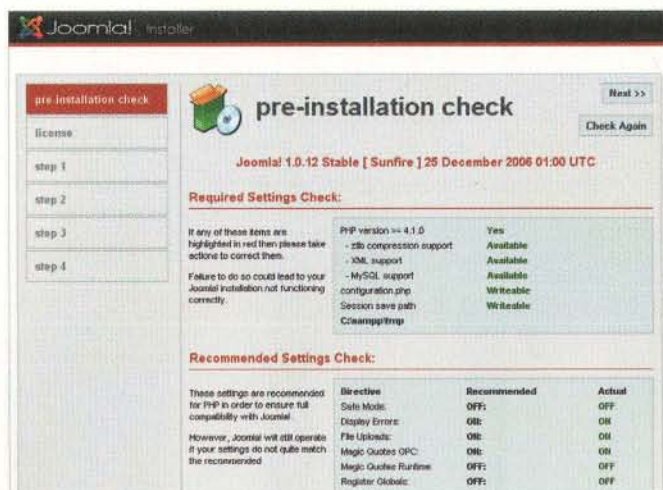 Joomla! Installer
pre-installation check
license
step 1
step 2
step 3
step 4
pre-installation check
Next >>
Check Again
Joomla! 1.0.12 Stable [ Sunfire ] 25 December 2006 01:00 UTC
Required Settings Check:
If any of these items are
highlighted in red then please take
actions to correct them.
Failure to do so could lead to your
Joomla! installation not functioning
correctly.
PHP version >= 4.1.0 Yes
- zlib compression support Available
- XML support Available
- MySQL support Available
configuration.php Writeable
Session save path Writeable
C:\xampp\tmp
Recommended Settings Check:
These settings are recommended
for PHP in order to ensure full
compatibility with Joomla!.
However, Joomla! will still operate
if your settings do not quite match
the recommended
Directive Recommended Actual
Safe Mode: OFF: OFF
Display Errors: ON: ON
File Uploads: ON: ON
Magic Quotes GPC: ON: ON
Magic Quotes Runtime: OFF: OFF
Register Globals: OFF: OFF